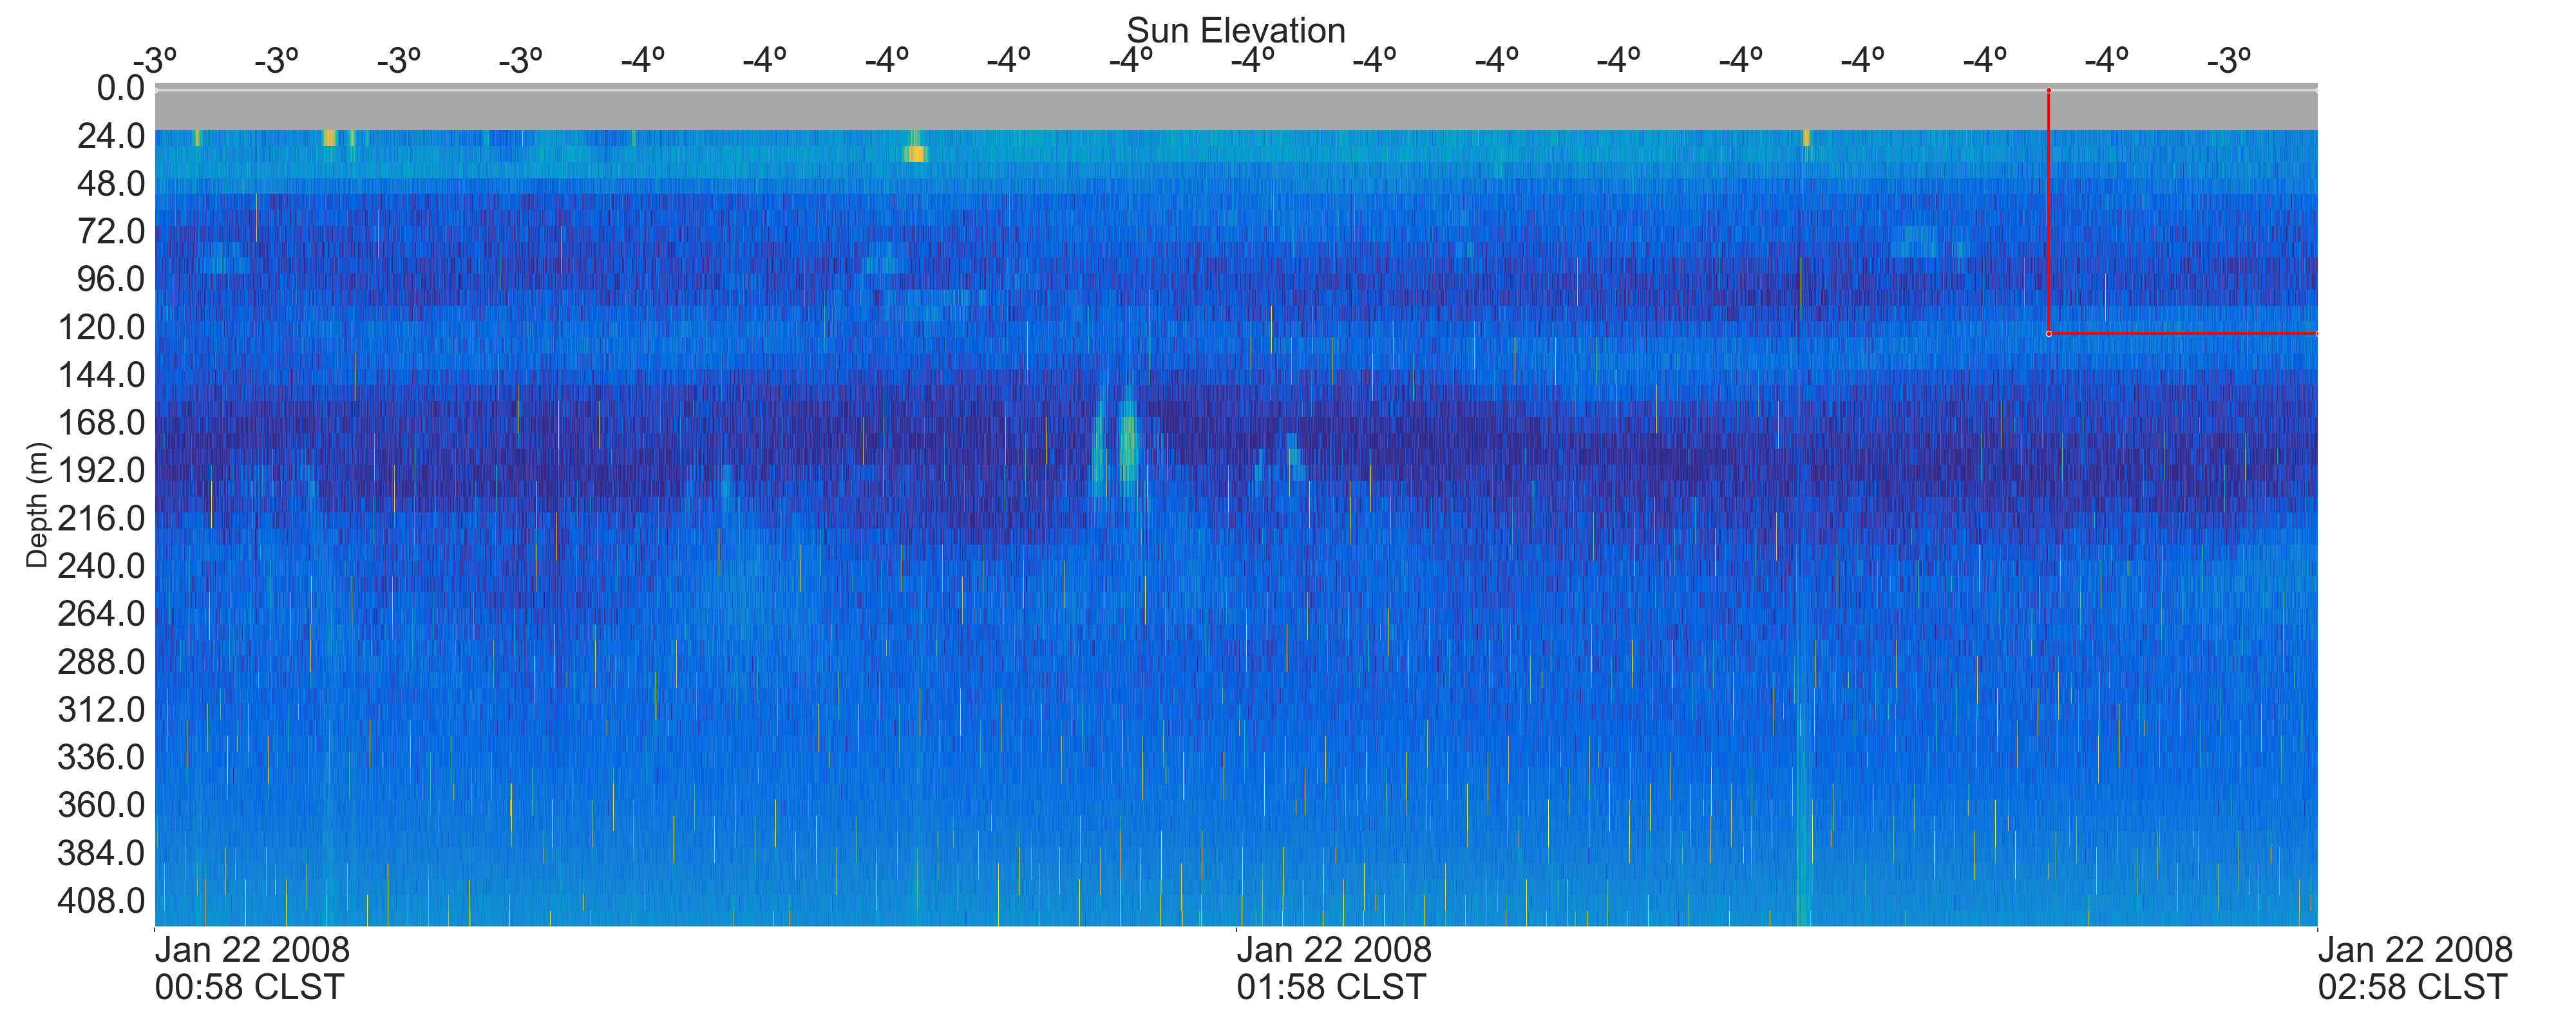 Sun Elevation
-3º -3º -3º -3º -4º -4º -4º -4º -4º -4º -4º -4º -4º -4º -4º -4º -4º -3º
0.0
24.0
48.0
72.0
96.0
120.0
144.0
168.0
192.0
216.0
240.0
264.0
288.0
312.0
336.0
360.0
384.0
408.0
Depth (m)
Jan 22 2008
00:58 CLST
Jan 22 2008
01:58 CLST
Jan 22 2008
02:58 CLST